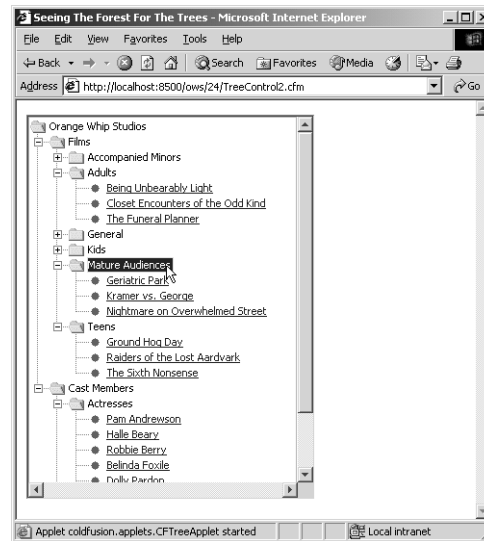 Seeing The Forest For The Trees - Microsoft Internet Explorer
File Edit View Favorites Tools Help
Search Favorites Media
Address http://localhost:8500/ows/24/TreeControl2.cfm Go
Orange Whip Studios
Films
Accompanied Minors
Adults
Being Unbearably Light
Closet Encounters of the Odd Kind
The Funeral Planner
General
Kids
Mature Audiences
Geriatric Park
Kramer vs. George
Nightmare on Overwhelmed Street
Teens
Ground Hog Day
Raiders of the Lost Aardvark
The Sixth Nonsense
Cast Members
Actresses
Pam Andrewson
Halle Beary
Robbie Berry
Belinda Foxile
Dolly Pardon
Applet coldfusion.applets.CFTreeApplet started Local intranet